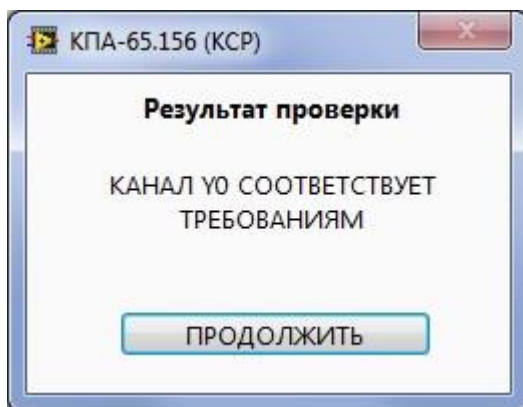 КПА-65.156 (КСР)
Результат проверки
КАНАЛ Y0 СООТВЕТСТВУЕТ
ТРЕБОВАНИЯМ
ПРОДОЛЖИТЬ